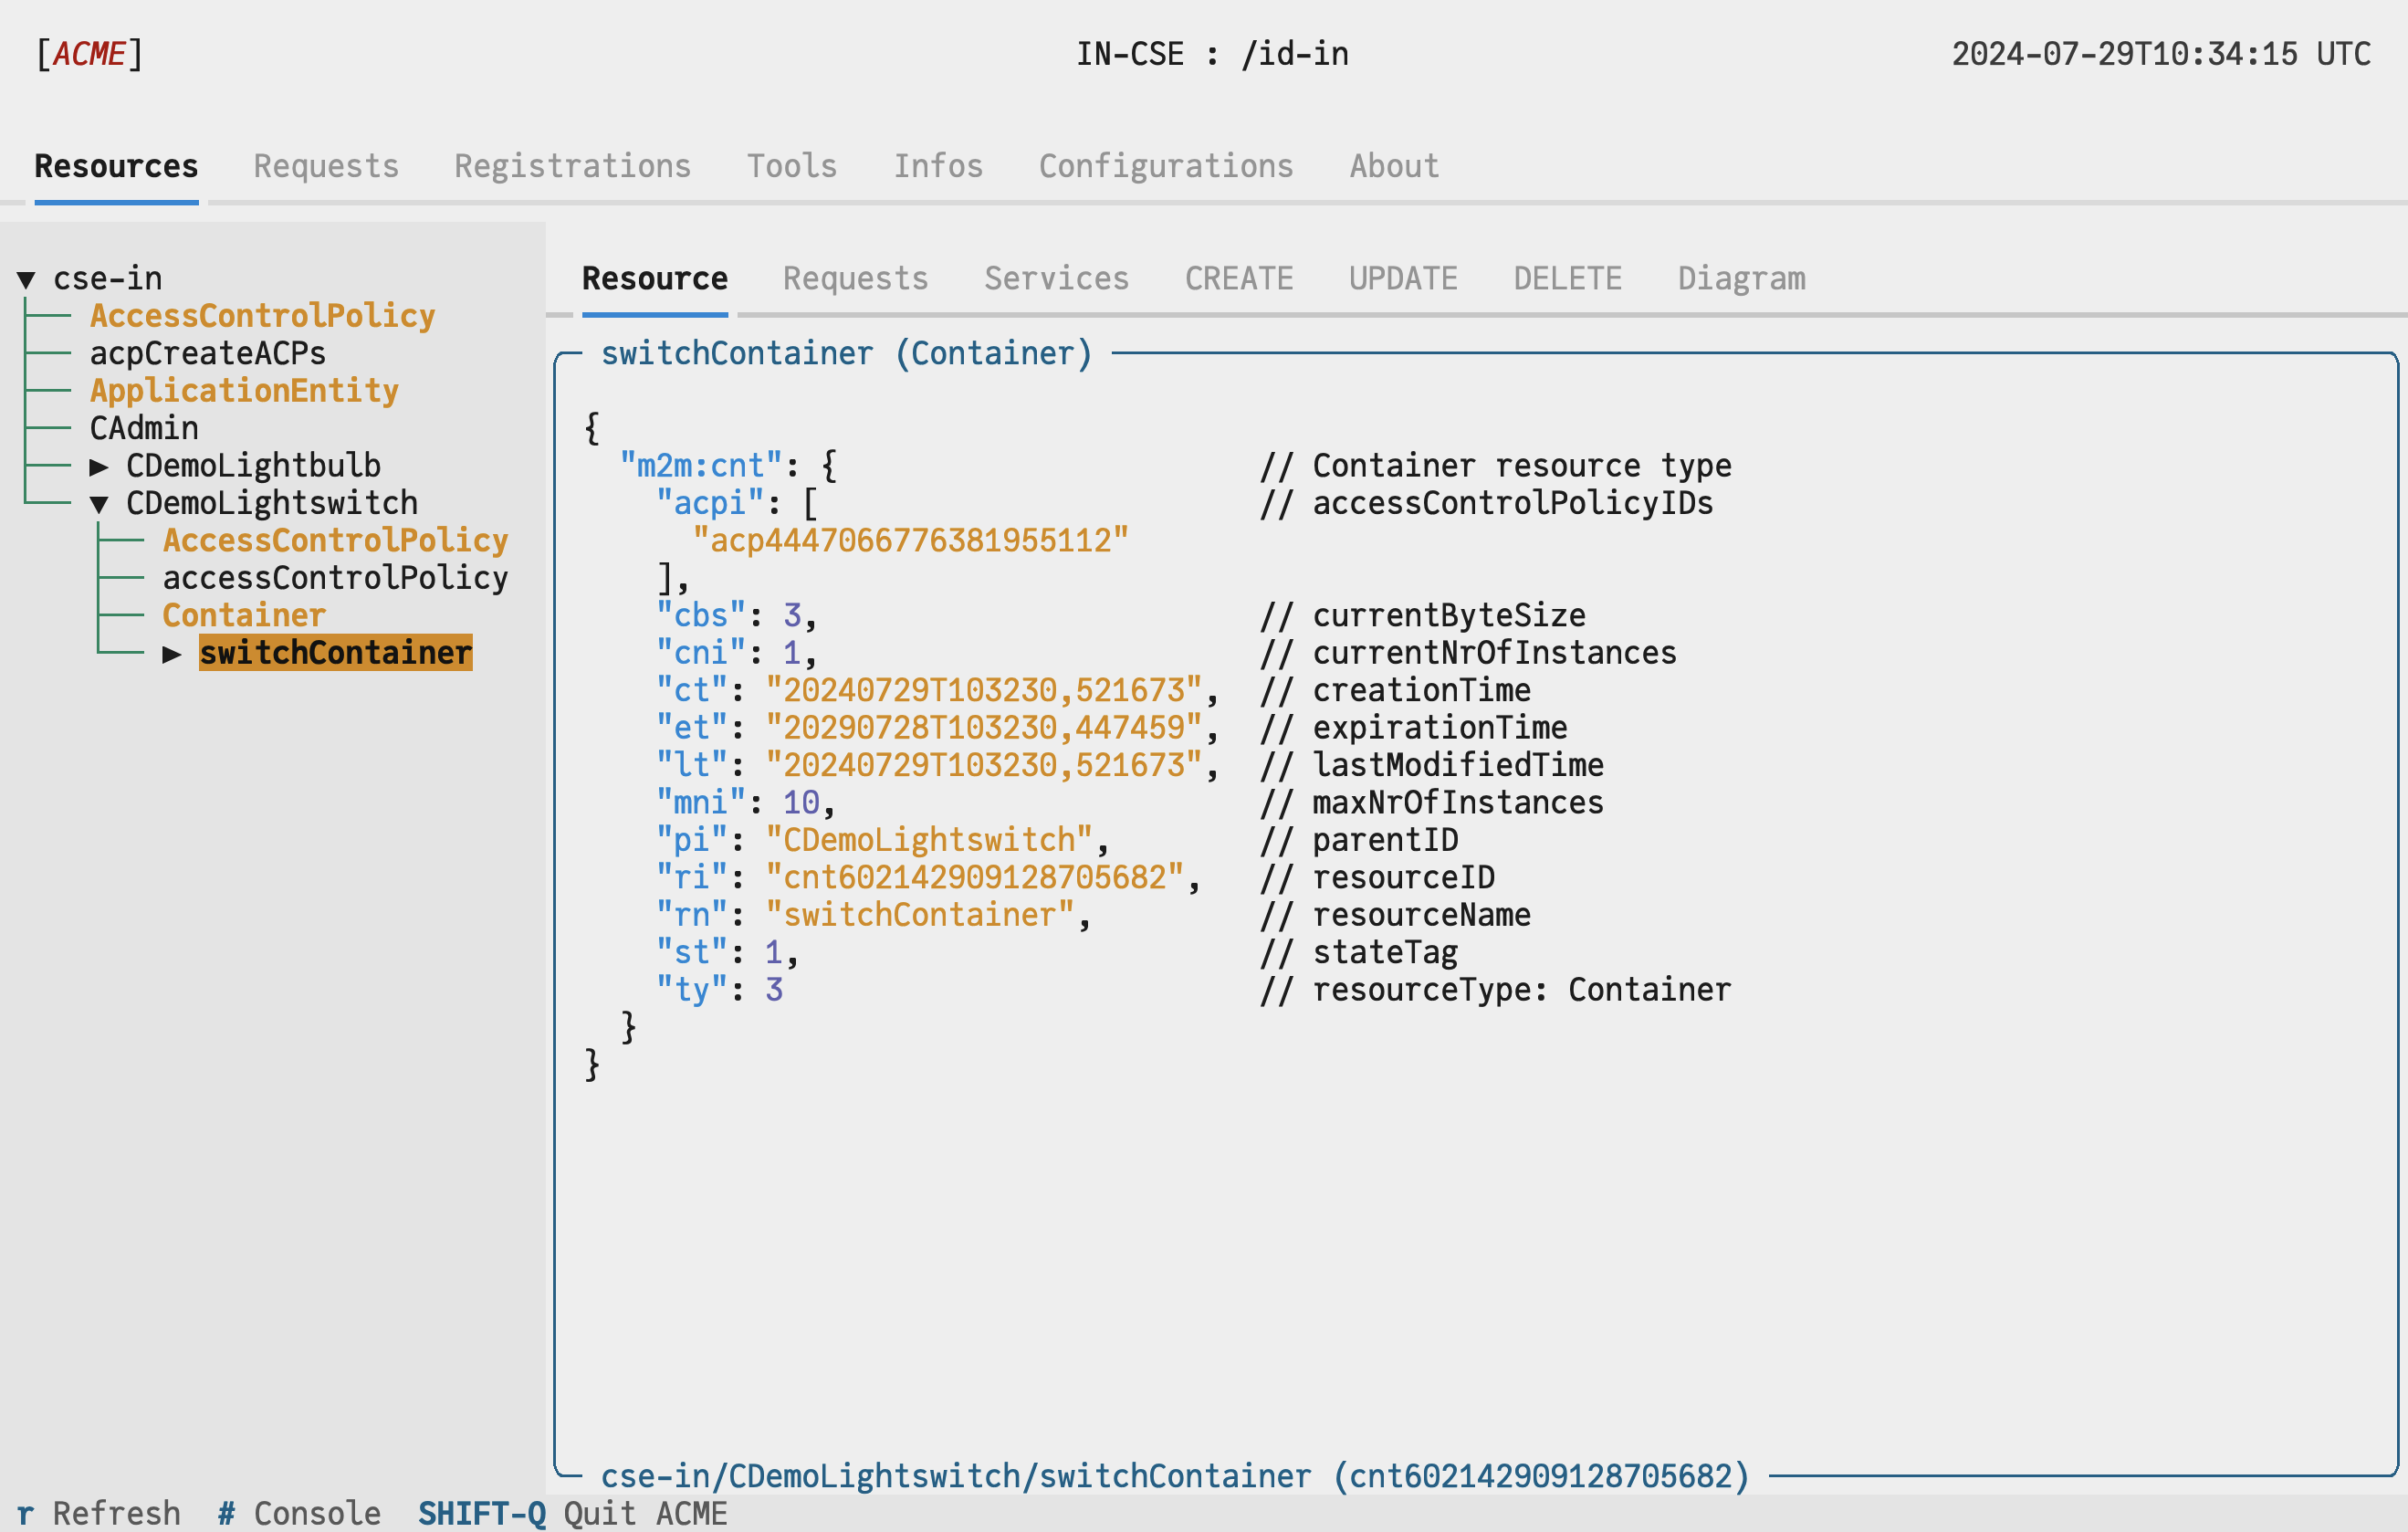 [ACME] IN-CSE : /id-in 2024-07-29T10:34:15 UTC
Resources Requests Registrations Tools Infos Configurations About
▼ cse-in
AccessControlPolicy
acpCreateACPs
ApplicationEntity
CAdmin
▶ CDemoLightbulb
▼ CDemoLightswitch
AccessControlPolicy
accessControlPolicy
Container
▶ switchContainer
Resource Requests Services CREATE UPDATE DELETE Diagram
switchContainer (Container)
{
"m2m:cnt": { // Container resource type
"acpi": [ // accessControlPolicyIDs
"acp4447066776381955112"
],
"cbs": 3, // currentByteSize
"cni": 1, // currentNrOfInstances
"ct": "20240729T103230,521673", // creationTime
"et": "20290728T103230,447459", // expirationTime
"lt": "20240729T103230,521673", // lastModifiedTime
"mni": 10, // maxNrOfInstances
"pi": "CDemoLightswitch", // parentID
"ri": "cnt602142909128705682", // resourceID
"rn": "switchContainer", // resourceName
"st": 1, // stateTag
"ty": 3 // resourceType: Container
}
}
cse-in/CDemoLightswitch/switchContainer (cnt602142909128705682)
r Refresh # Console SHIFT-Q Quit ACME